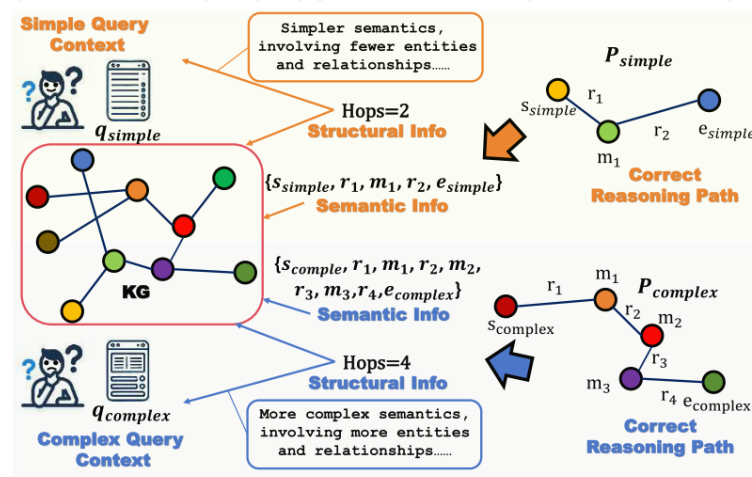 Simple Query
Context
q_simple
Simpler semantics,
involving fewer entities
and relationships……
Hops=2
Structural Info
{s_simple, r_1, m_1, r_2, e_simple}
Semantic Info
P_simple
s_simple
r_1
m_1
r_2
e_simple
Correct
Reasoning Path
KG
{s_comple, r_1, m_1, r_2, m_2,
r_3, m_3, r_4, e_complex}
Semantic Info
Hops=4
Structural Info
P_complex
s_complex
r_1
m_1
r_2
m_2
r_3
m_3
r_4
e_complex
Correct
Reasoning Path
q_complex
Complex Query
Context
More complex semantics,
involving more entities
and relationships……
? ?
? ?